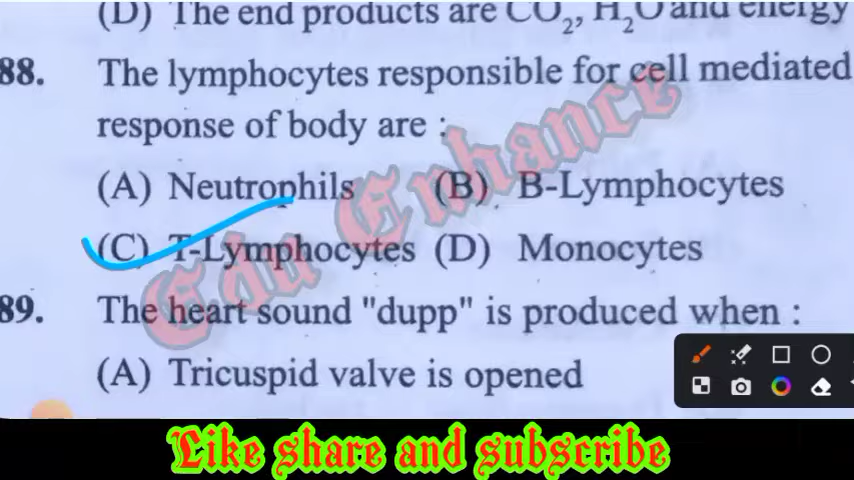 (D) The end products are CO₂, H₂O and energy
88. The lymphocytes responsible for cell mediated
response of body are :
(A) Neutrophils (B) B-Lymphocytes
(C) T-Lymphocytes (D) Monocytes
89. The heart sound "dupp" is produced when :
(A) Tricuspid valve is opened
Edu Enhance
Like share and subscribe